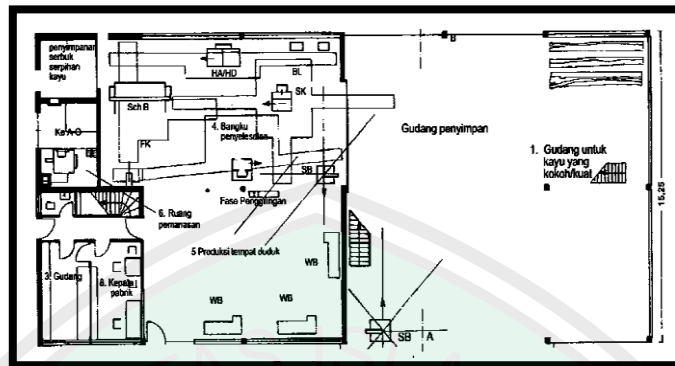 penyimpanan
serbuk
serpihan
kayu
HA/HD
BL
SK
Sch B
FK
4. Bangku
penyelesaian
Gudang penyimpan
B
1. Gudang untuk
kayu yang
kokoh/kuat
15,25
SB
Fase Penggilingan
6. Ruang
pemanasan
5 Produksi tempat duduk
3. Gudang
8. Kepala
pabrik
WB
WB
WB
SB
A